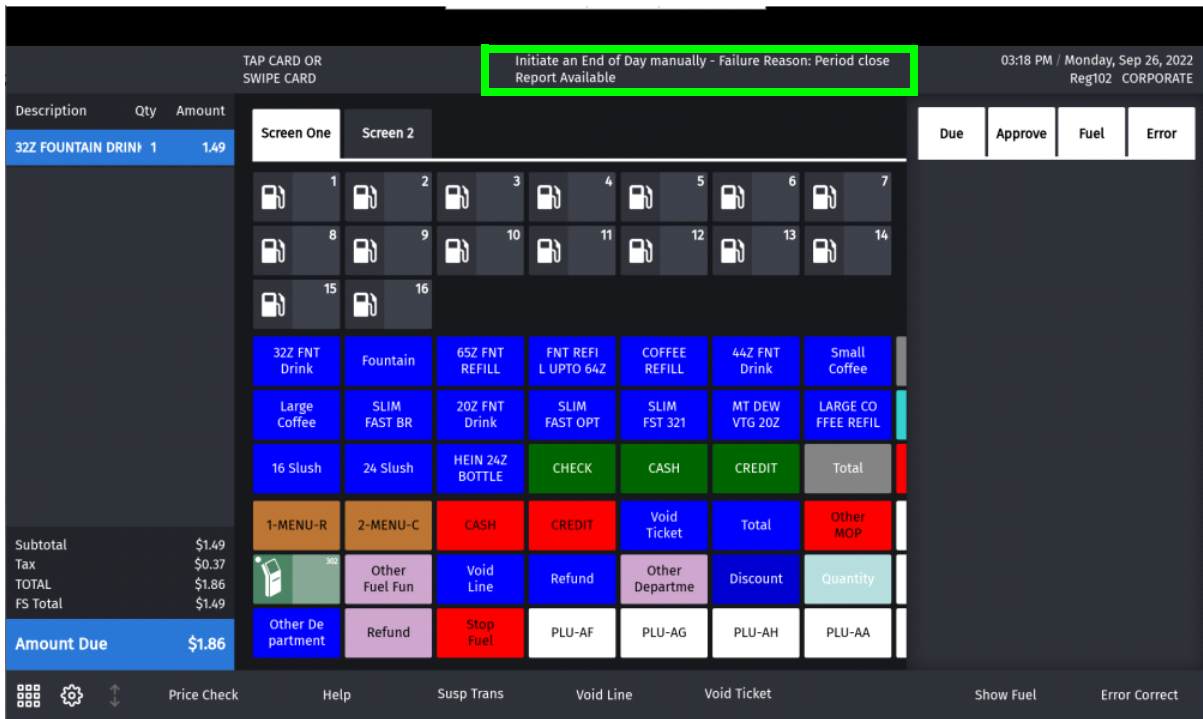 TAP CARD OR
SWIPE CARD
Initiate an End of Day manually - Failure Reason: Period close
Report Available
03:18 PM / Monday, Sep 26, 2022
Reg102 CORPORATE
Description Qty Amount
32Z FOUNTAIN DRINK 1 1.49
Screen One Screen 2
Due Approve Fuel Error
1 2 3 4 5 6 7
8 9 10 11 12 13 14
15 16
32Z FNT
Drink
Fountain
65Z FNT
REFILL
FNT REFI
L UPTO 64Z
COFFEE
REFILL
44Z FNT
Drink
Small
Coffee
Large
Coffee
SLIM
FAST BR
20Z FNT
Drink
SLIM
FAST OPT
SLIM
FST 321
MT DEW
VTG 20Z
LARGE CO
FFEE REFIL
16 Slush
24 Slush
HEIN 24Z
BOTTLE
CHECK
CASH
CREDIT
Total
1-MENU-R
2-MENU-C
CASH
CREDIT
Void
Ticket
Total
Other
MOP
302
Other
Fuel Fun
Void
Line
Refund
Other
Departme
Discount
Quantity
Other De
partment
Refund
Stop
Fuel
PLU-AF
PLU-AG
PLU-AH
PLU-AA
Subtotal $1.49
Tax $0.37
TOTAL $1.86
FS Total $1.49
Amount Due $1.86
Price Check Help Susp Trans Void Line Void Ticket Show Fuel Error Correct